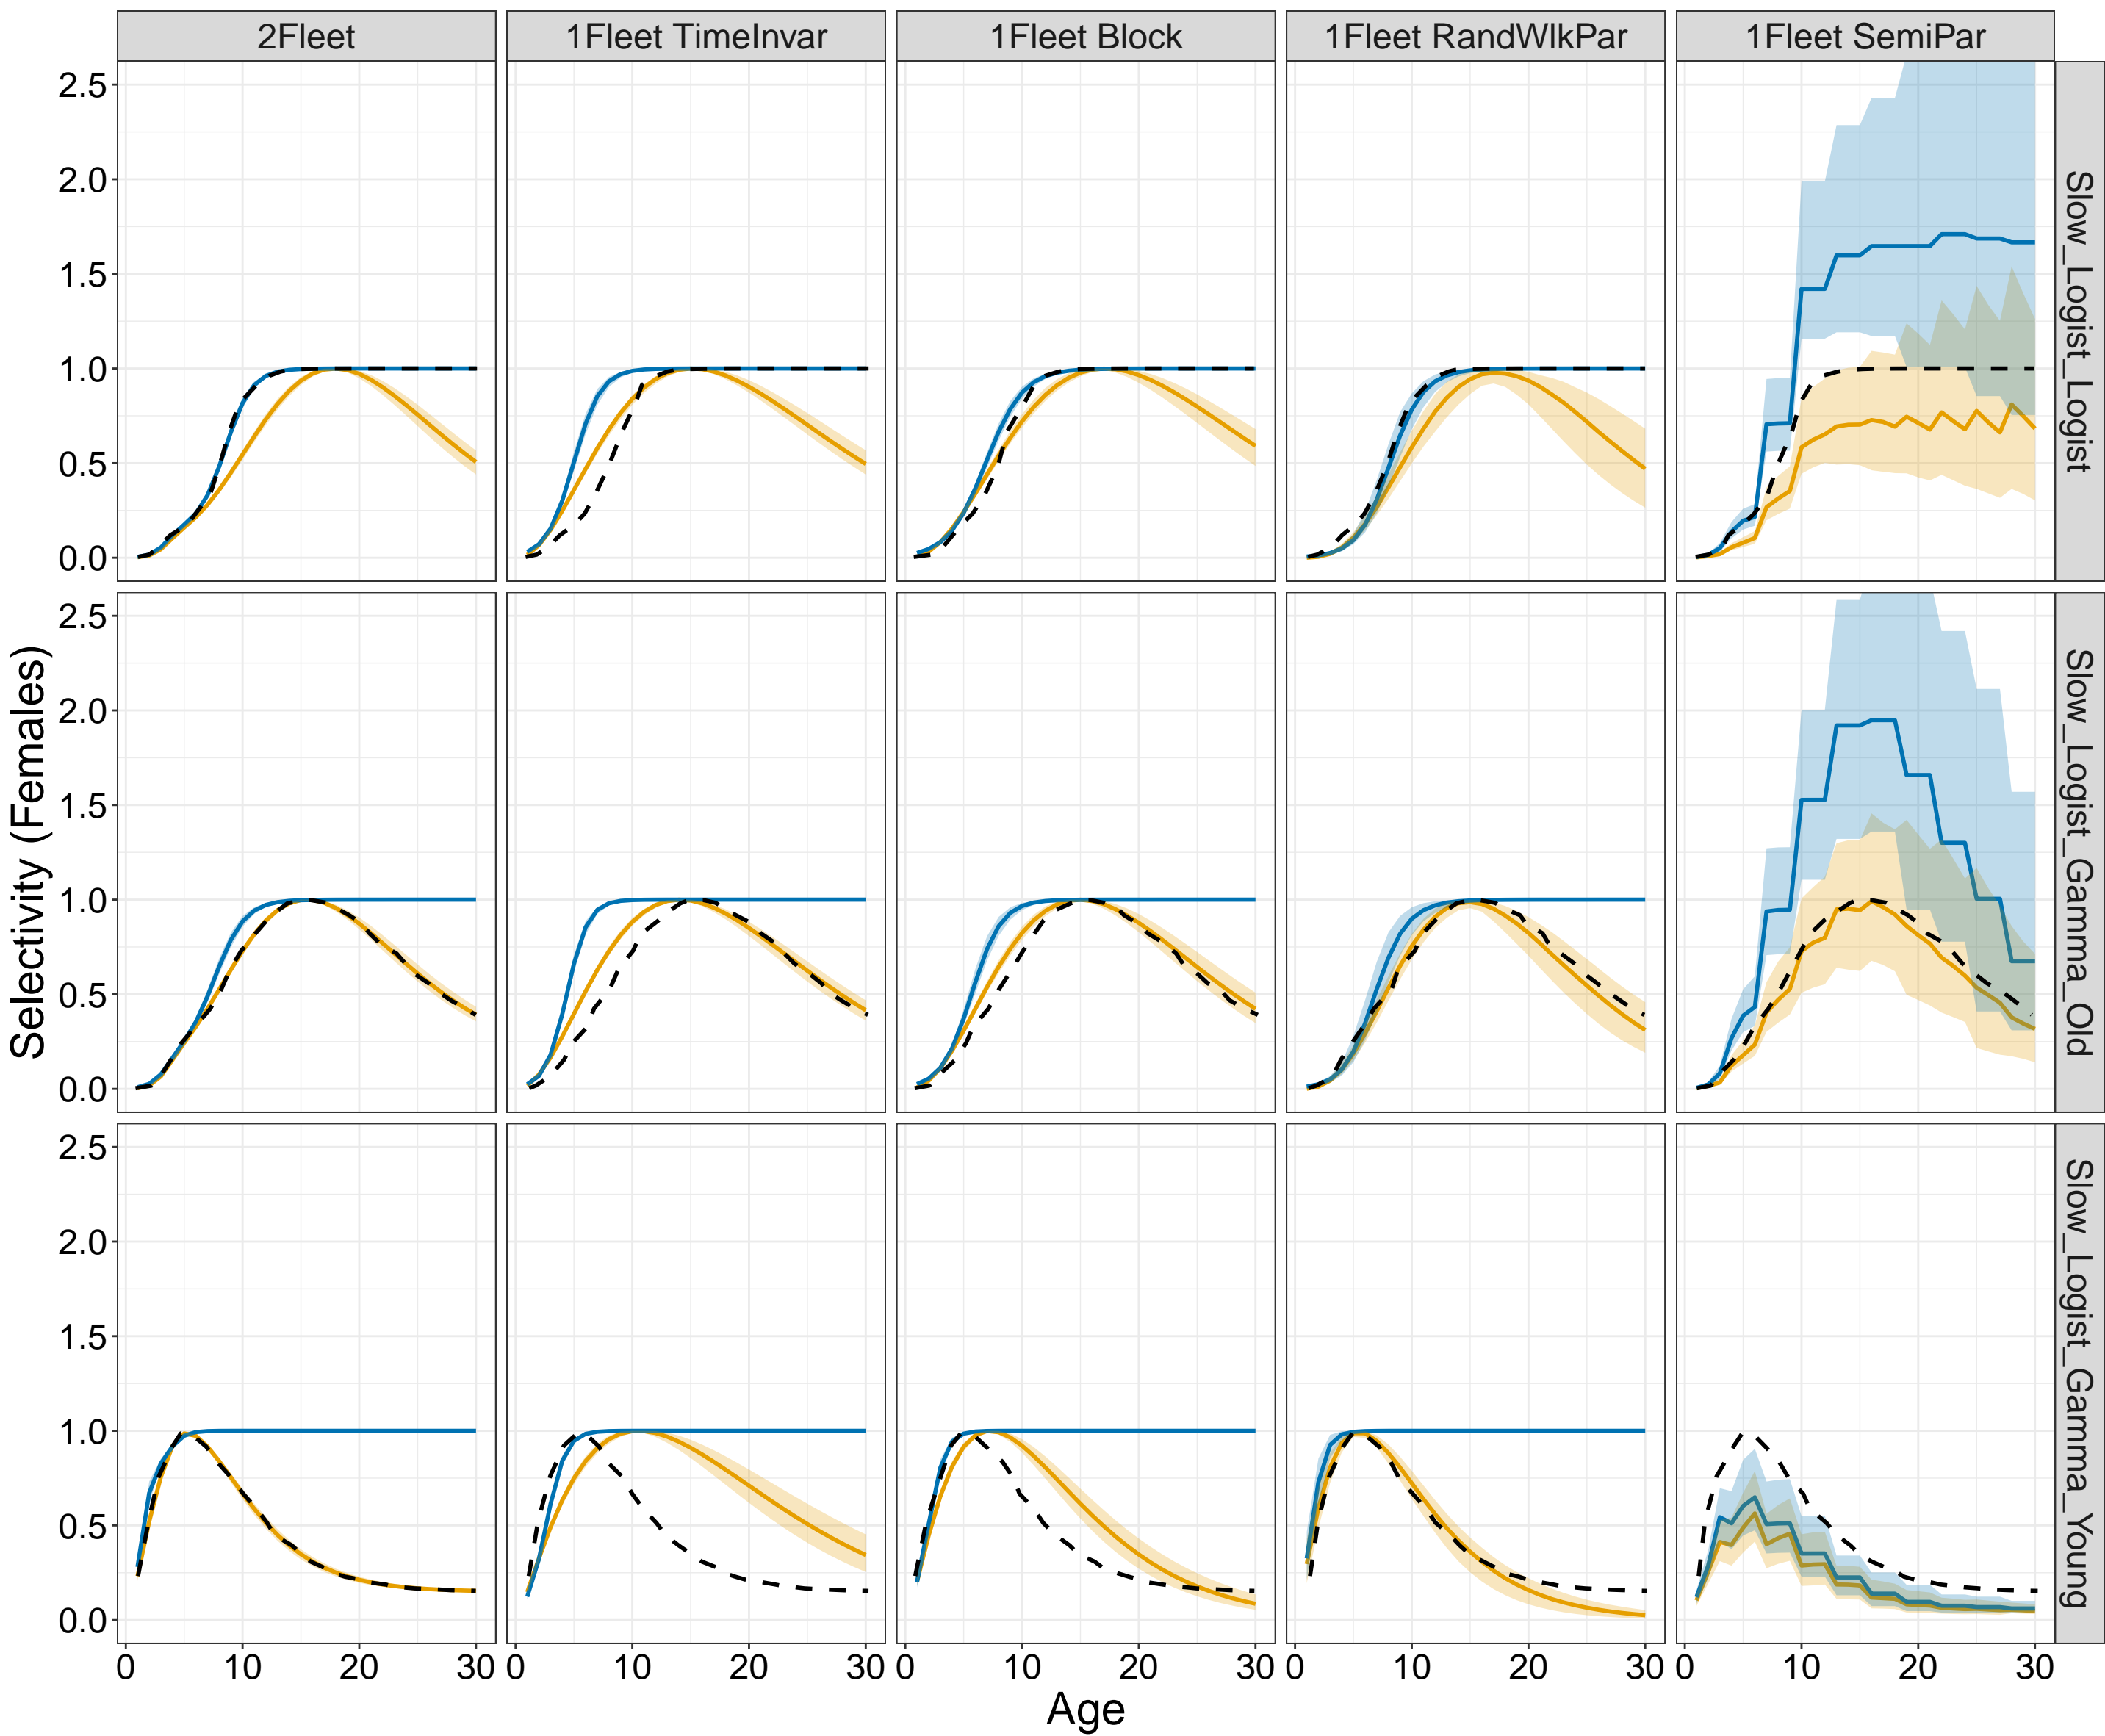 2Fleet
1Fleet TimeInvar
1Fleet Block
1Fleet RandWlkPar
1Fleet SemiPar
Selectivity (Females)
2.5
2.0
1.5
1.0
0.5
0.0
Slow_Logist_Logist
2.5
2.0
1.5
1.0
0.5
0.0
Slow_Logist_Gamma_Old
2.5
2.0
1.5
1.0
0.5
0.0
Slow_Logist_Gamma_Young
0 10 20 30
0 10 20 30
0 10 20 30
0 10 20 30
0 10 20 30
Age